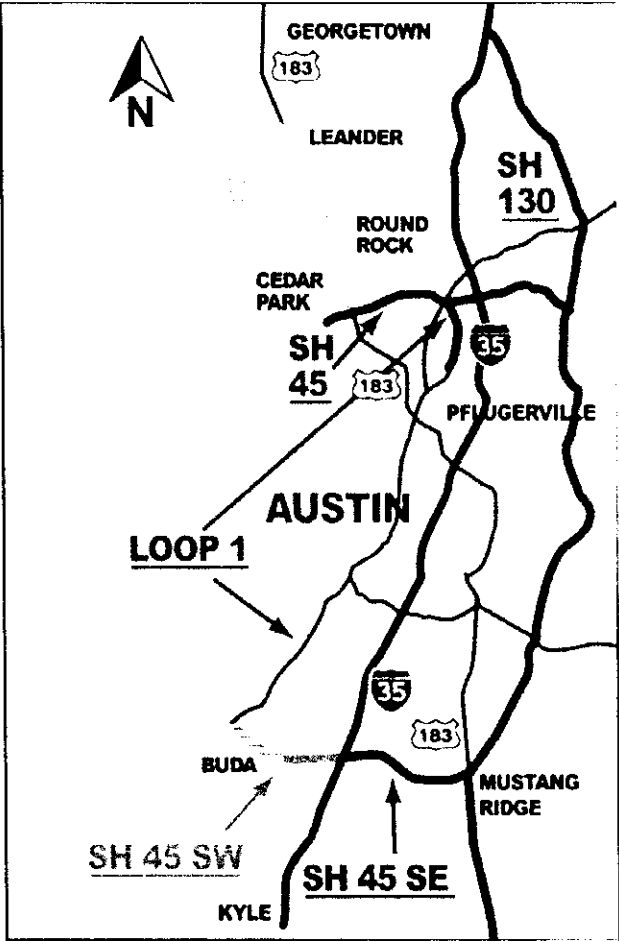 GEORGETOWN
183
N
LEANDER
SH
130
ROUND
ROCK
CEDAR
PARK
SH
45
35
183
PFLUGERVILLE
AUSTIN
LOOP 1
35
183
BUDA
MUSTANG
RIDGE
SH 45 SW
SH 45 SE
KYLE